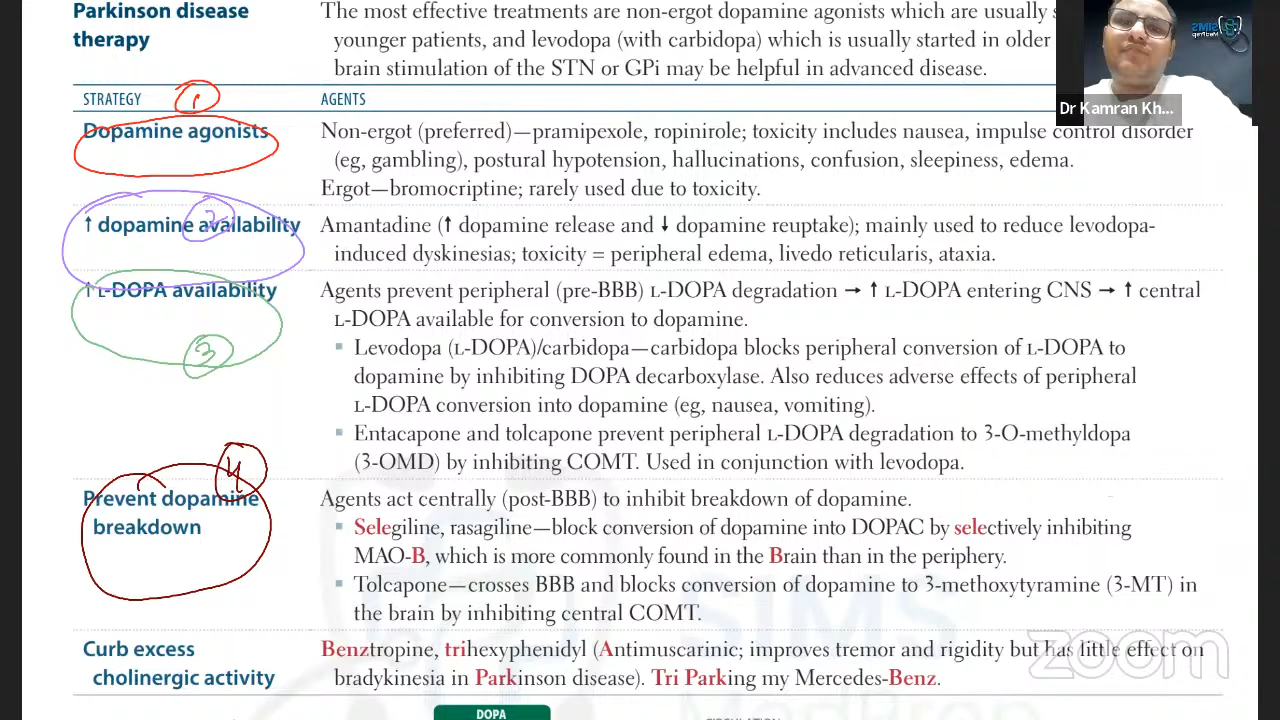 Parkinson disease
therapy
The most effective treatments are non-ergot dopamine agonists which are usually s
younger patients, and levodopa (with carbidopa) which is usually started in older
brain stimulation of the STN or GPi may be helpful in advanced disease.
Dr Kamran Kh...
STRATEGY
1
AGENTS
Dopamine agonists
Non-ergot (preferred)—pramipexole, ropinirole; toxicity includes nausea, impulse control disorder
(eg, gambling), postural hypotension, hallucinations, confusion, sleepiness, edema.
Ergot—bromocriptine; rarely used due to toxicity.
↑ dopamine availability
2
Amantadine (↑ dopamine release and ↓ dopamine reuptake); mainly used to reduce levodopa-
induced dyskinesias; toxicity = peripheral edema, livedo reticularis, ataxia.
↑ L-DOPA availability
3
Agents prevent peripheral (pre-BBB) L-DOPA degradation → ↑ L-DOPA entering CNS → ↑ central
L-DOPA available for conversion to dopamine.
▪ Levodopa (L-DOPA)/carbidopa—carbidopa blocks peripheral conversion of L-DOPA to
dopamine by inhibiting DOPA decarboxylase. Also reduces adverse effects of peripheral
L-DOPA conversion into dopamine (eg, nausea, vomiting).
▪ Entacapone and tolcapone prevent peripheral L-DOPA degradation to 3-O-methyldopa
(3-OMD) by inhibiting COMT. Used in conjunction with levodopa.
4
Prevent dopamine
breakdown
Agents act centrally (post-BBB) to inhibit breakdown of dopamine.
▪ Selegiline, rasagiline—block conversion of dopamine into DOPAC by selectively inhibiting
MAO-B, which is more commonly found in the Brain than in the periphery.
▪ Tolcapone—crosses BBB and blocks conversion of dopamine to 3-methoxytyramine (3-MT) in
the brain by inhibiting central COMT.
Curb excess
cholinergic activity
Benztropine, trihexyphenidyl (Antimuscarinic; improves tremor and rigidity but has little effect on
bradykinesia in Parkinson disease). Tri Parking my Mercedes-Benz.
zoom
SIMS
DOPA
CIRCULATION